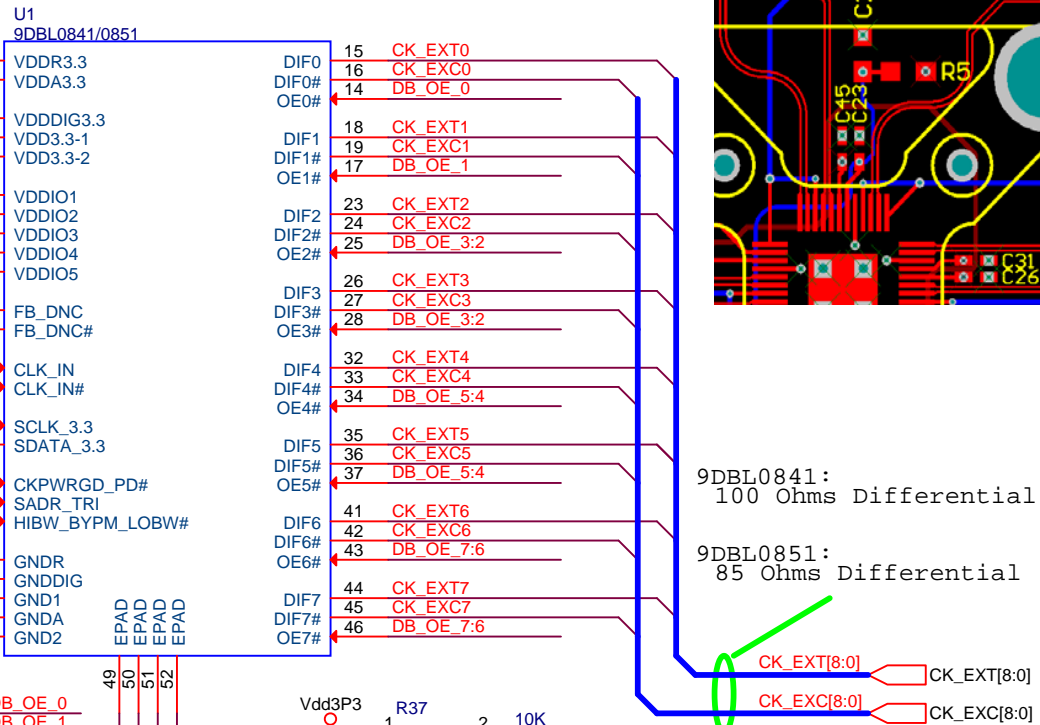 U1
9DBL0841/0851
VDDR3.3
VDDA3.3
VDDDIG3.3
VDD3.3-1
VDD3.3-2
VDDIO1
VDDIO2
VDDIO3
VDDIO4
VDDIO5
FB_DNC
FB_DNC#
CLK_IN
CLK_IN#
SCLK_3.3
SDATA_3.3
CKPWRGD_PD#
SADR_TRI
HIBW_BYPM_LOBW#
GNDR
GNDDIG
GND1
GNDA
GND2
EPAD
EPAD
EPAD
EPAD
49
50
51
52
DIF0 15 CK_EXT0
DIF0# 16 CK_EXC0
OE0# 14 DB_OE_0
DIF1 18 CK_EXT1
DIF1# 19 CK_EXC1
OE1# 17 DB_OE_1
DIF2 23 CK_EXT2
DIF2# 24 CK_EXC2
OE2# 25 DB_OE_3:2
DIF3 26 CK_EXT3
DIF3# 27 CK_EXC3
OE3# 28 DB_OE_3:2
DIF4 32 CK_EXT4
DIF4# 33 CK_EXC4
OE4# 34 DB_OE_5:4
DIF5 35 CK_EXT5
DIF5# 36 CK_EXC5
OE5# 37 DB_OE_5:4
DIF6 41 CK_EXT6
DIF6# 42 CK_EXC6
OE6# 43 DB_OE_7:6
DIF7 44 CK_EXT7
DIF7# 45 CK_EXC7
OE7# 46 DB_OE_7:6
R5
C45
C23
C31
C26
9DBL0841:
100 Ohms Differential
9DBL0851:
85 Ohms Differential
CK_EXT[8:0] CK_EXT[8:0]
CK_EXC[8:0] CK_EXC[8:0]
B_OE_0
B_OE_1
Vdd3P3
R37
1 2 10K